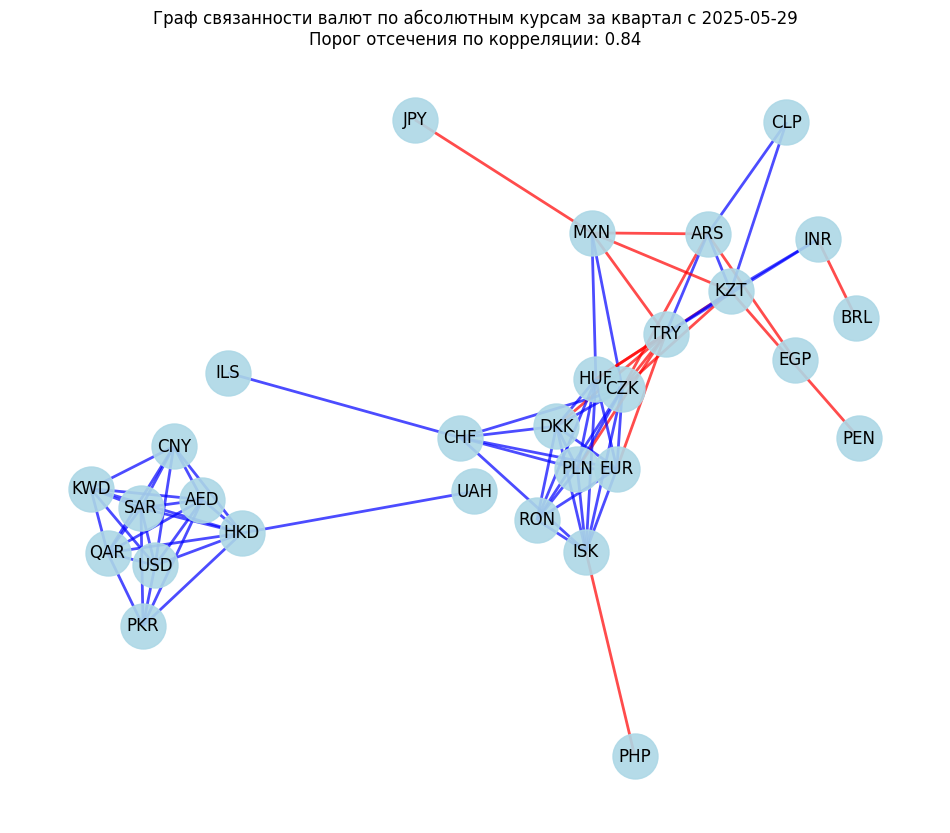 Граф связанности валют по абсолютным курсам за квартал с 2025-05-29
Порог отсечения по корреляции: 0.84
JPY
CLP
MXN
ARS
INR
KZT
BRL
TRY
EGP
ILS
HUF
CZK
DKK
CHF
PEN
CNY
PLN
EUR
KWD
UAH
SAR
AED
RON
HKD
QAR
ISK
USD
PKR
PHP